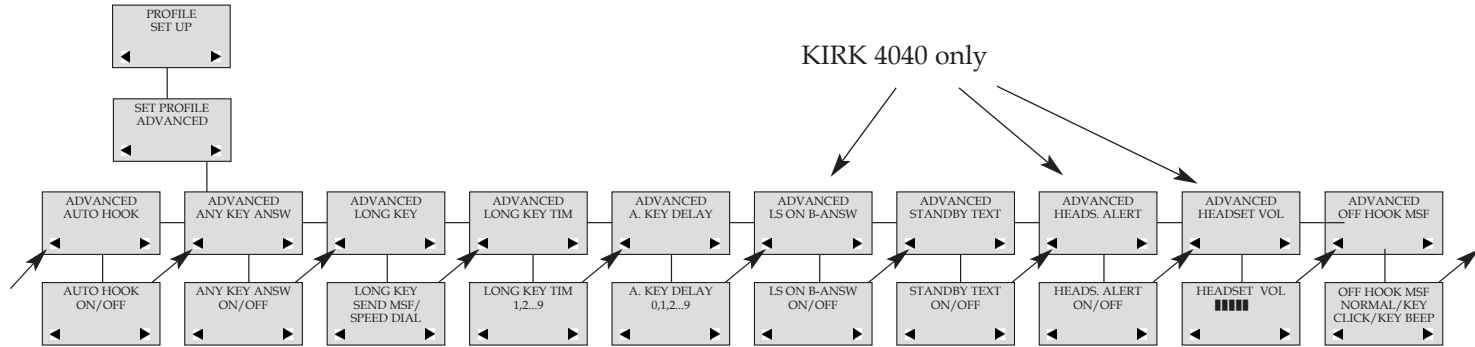 PROFILE
SET UP
KIRK 4040 only
SET PROFILE
ADVANCED
ADVANCED
AUTO HOOK
ADVANCED
ANY KEY ANSW
ADVANCED
LONG KEY
ADVANCED
LONG KEY TIM
ADVANCED
A. KEY DELAY
ADVANCED
LS ON B-ANSW
ADVANCED
STANDBY TEXT
ADVANCED
HEADS. ALERT
ADVANCED
HEADSET VOL
ADVANCED
OFF HOOK MSF
AUTO HOOK
ON/OFF
ANY KEY ANSW
ON/OFF
LONG KEY
SEND MSF/
SPEED DIAL
LONG KEY TIM
1,2...9
A. KEY DELAY
0,1,2...9
LS ON B-ANSW
ON/OFF
STANDBY TEXT
ON/OFF
HEADS. ALERT
ON/OFF
HEADSET VOL
OFF HOOK MSF
NORMAL/KEY
CLICK/KEY BEEP